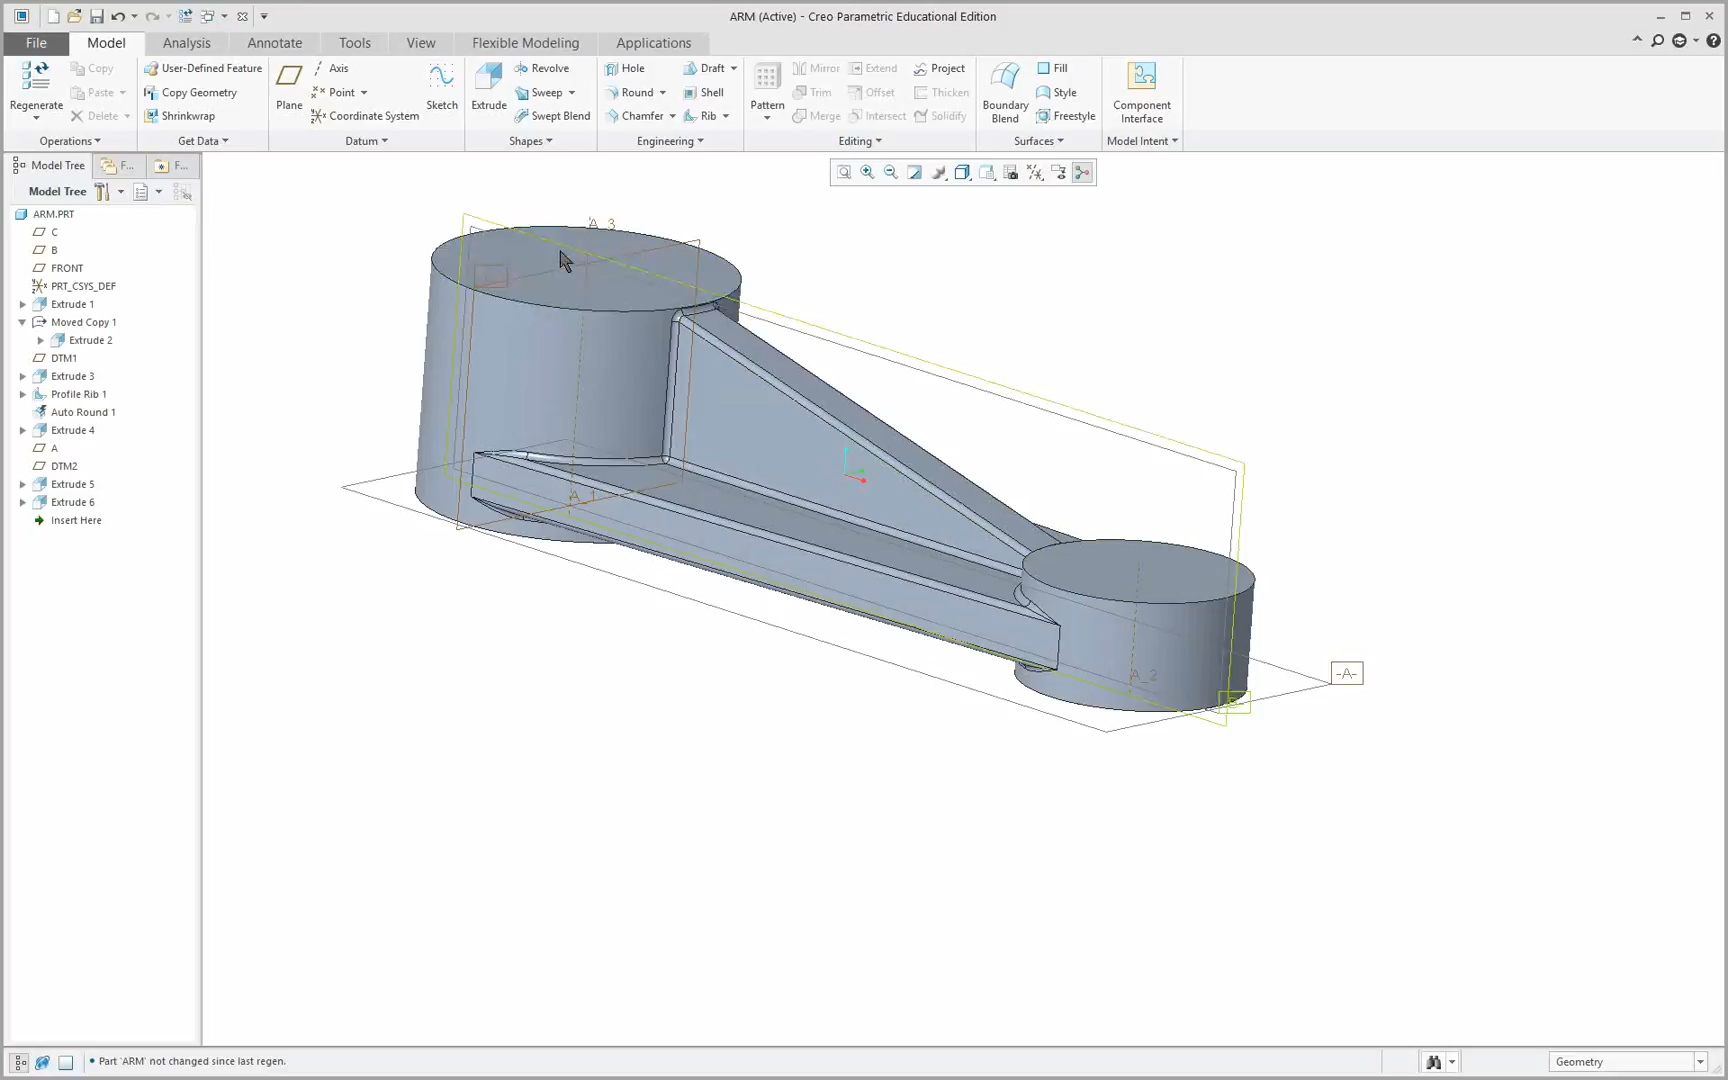 ARM (Active) - Creo Parametric Educational Edition
File Model Analysis Annotate Tools View Flexible Modeling Applications
Regenerate
Copy
Paste
Delete
Operations
User-Defined Feature
Copy Geometry
Shrinkwrap
Get Data
Plane
Axis
Point
Coordinate System
Sketch
Datum
Extrude
Revolve
Sweep
Swept Blend
Shapes
Hole
Round
Chamfer
Draft
Shell
Rib
Engineering
Pattern
Mirror
Trim
Merge
Extend
Offset
Intersect
Project
Thicken
Solidify
Editing
Boundary
Blend
Fill
Style
Freestyle
Surfaces
Component
Interface
Model Intent
Model Tree F... F...
Model Tree
ARM.PRT
C
B
FRONT
PRT_CSYS_DEF
Extrude 1
Moved Copy 1
Extrude 2
DTM1
Extrude 3
Profile Rib 1
Auto Round 1
Extrude 4
A
DTM2
Extrude 5
Extrude 6
Insert Here
A_3
A_1
A_2
-A-
• Part 'ARM' not changed since last regen.
Geometry